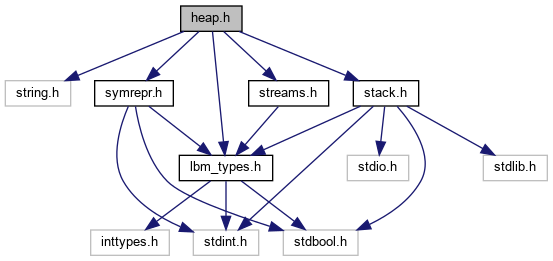 heap.h
string.h
symrepr.h
streams.h
stack.h
lbm_types.h
stdio.h
stdlib.h
inttypes.h
stdint.h
stdbool.h